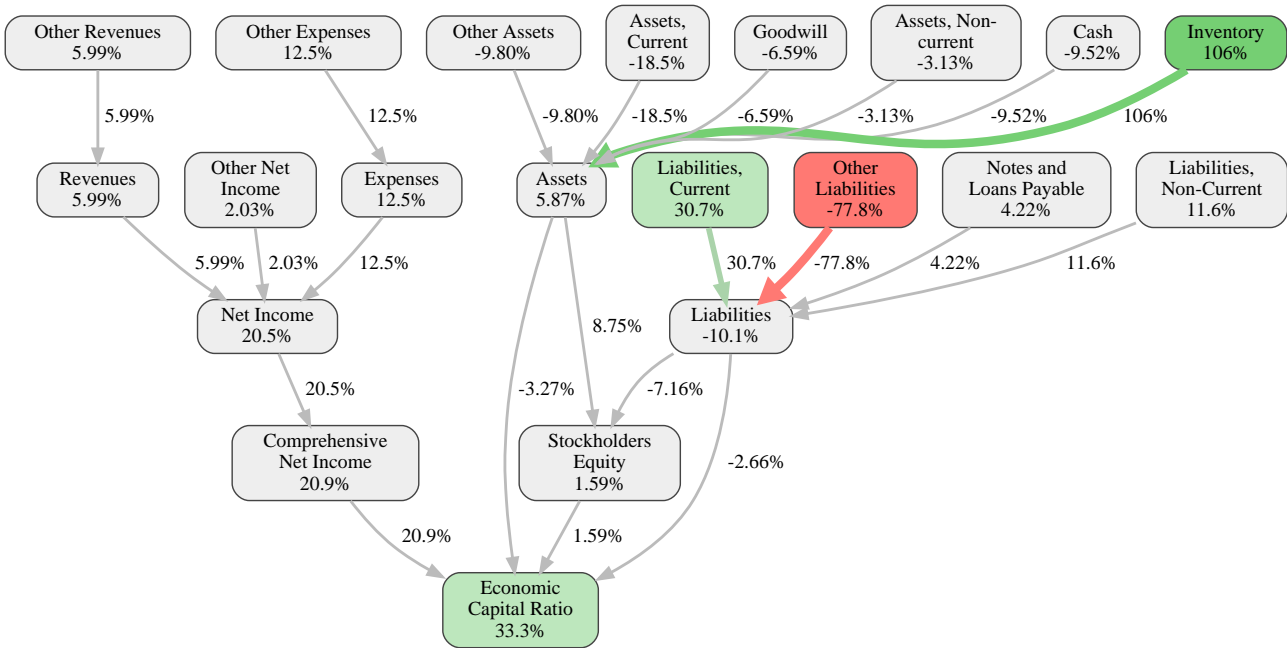 Other Revenues
5.99%
Other Expenses
12.5%
Other Assets
-9.80%
Assets,
Current
-18.5%
Goodwill
-6.59%
Assets, Non-
current
-3.13%
Cash
-9.52%
Inventory
106%
5.99%
12.5%
-9.80%
-18.5%
-6.59%
-3.13%
-9.52%
106%
Revenues
5.99%
Other Net
Income
2.03%
Expenses
12.5%
Assets
5.87%
Liabilities,
Current
30.7%
Other
Liabilities
-77.8%
Notes and
Loans Payable
4.22%
Liabilities,
Non-Current
11.6%
5.99%
2.03%
12.5%
30.7%
-77.8%
4.22%
11.6%
Net Income
20.5%
8.75%
Liabilities
-10.1%
20.5%
-3.27%
-7.16%
Comprehensive
Net Income
20.9%
Stockholders
Equity
1.59%
-2.66%
20.9%
1.59%
Economic
Capital Ratio
33.3%